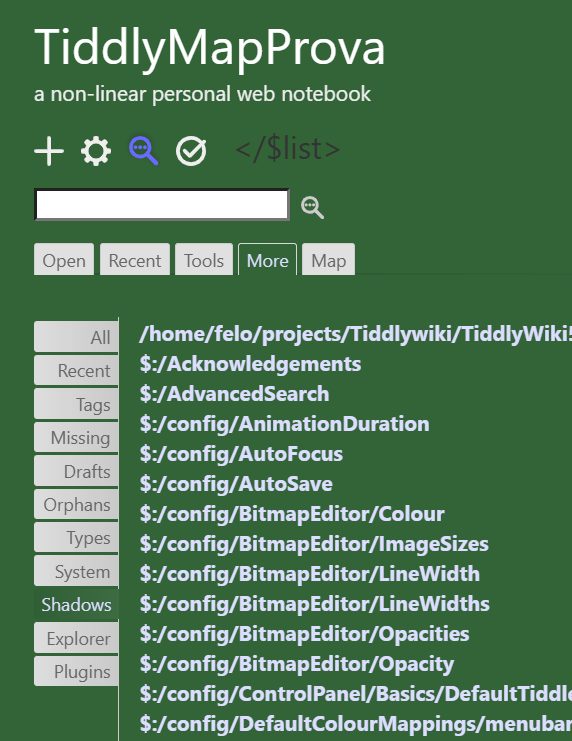 TiddlyMapProva
a non-linear personal web notebook
</$list>
Open Recent Tools More Map
All
Recent
Tags
Missing
Drafts
Orphans
Types
System
Shadows
Explorer
Plugins
/home/felo/projects/Tiddlywiki/TiddlyWiki5
$:/Acknowledgements
$:/AdvancedSearch
$:/config/AnimationDuration
$:/config/AutoFocus
$:/config/AutoSave
$:/config/BitmapEditor/Colour
$:/config/BitmapEditor/ImageSizes
$:/config/BitmapEditor/LineWidth
$:/config/BitmapEditor/LineWidths
$:/config/BitmapEditor/Opacities
$:/config/BitmapEditor/Opacity
$:/config/ControlPanel/Basics/DefaultTiddle
$:/config/DefaultColourMappings/menubar